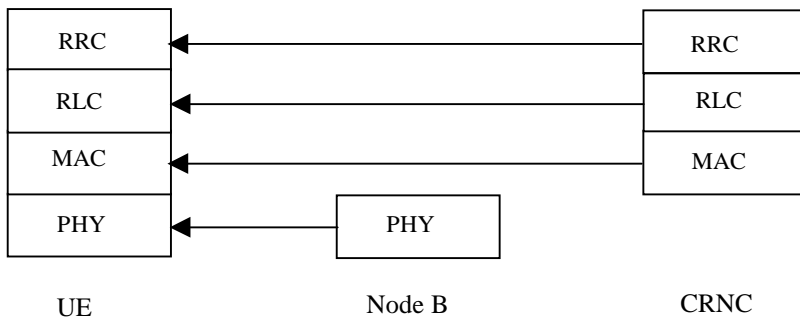 RRC RRC
RLC RLC
MAC MAC
PHY PHY
UE Node B CRNC